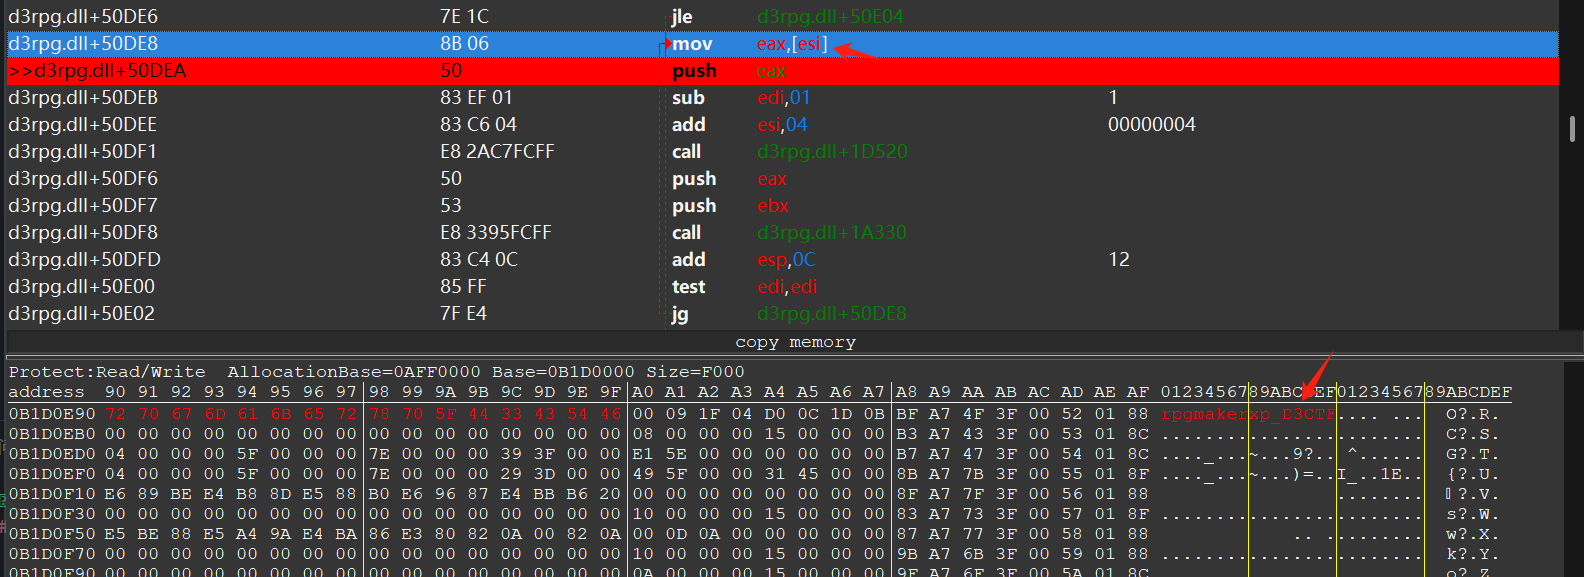 d3rpg.dll+50DE6 7E 1C jle d3rpg.dll+50E04
d3rpg.dll+50DE8 8B 06 mov eax,[esi]
>>d3rpg.dll+50DEA 50 push eax
d3rpg.dll+50DEB 83 EF 01 sub edi,01 1
d3rpg.dll+50DEE 83 C6 04 add esi,04 00000004
d3rpg.dll+50DF1 E8 2AC7FCFF call d3rpg.dll+1D520
d3rpg.dll+50DF6 50 push eax
d3rpg.dll+50DF7 53 push ebx
d3rpg.dll+50DF8 E8 3395FCFF call d3rpg.dll+1A330
d3rpg.dll+50DFD 83 C4 0C add esp,0C 12
d3rpg.dll+50E00 85 FF test edi,edi
d3rpg.dll+50E02 7F E4 jg d3rpg.dll+50DE8
copy memory
Protect:Read/Write AllocationBase=0AFF0000 Base=0B1D0000 Size=F000
address 90 91 92 93 94 95 96 97 98 99 9A 9B 9C 9D 9E 9F A0 A1 A2 A3 A4 A5 A6 A7 A8 A9 AA AB AC AD AE AF 0123456789ABCDEF0123456789ABCDEF
0B1D0E90 72 70 67 6D 61 6B 65 72 78 70 5F 44 33 43 54 46 00 09 1F 04 D0 0C 1D 0B BF A7 4F 3F 00 52 01 88 rpgmakerxp_D3CTF.... ... O?.R.
0B1D0EB0 00 00 00 00 00 00 00 00 00 00 00 00 00 00 00 00 08 00 00 00 15 00 00 00 B3 A7 43 3F 00 53 01 8C ........................ C?.S.
0B1D0ED0 04 00 00 00 5F 00 00 00 7E 00 00 00 39 3F 00 00 E1 5E 00 00 00 00 00 00 B7 A7 47 3F 00 54 01 8C ...._...~...9?.. ^...... G?.T.
0B1D0EF0 04 00 00 00 5F 00 00 00 7E 00 00 00 29 3D 00 00 49 5F 00 00 31 45 00 00 8B A7 7B 3F 00 55 01 8F ...._...~...)=..I_..1E.. {?.U.
0B1D0F10 E6 89 BE E4 B8 8D E5 88 B0 E6 96 87 E4 BB B6 20 00 00 00 00 00 00 00 00 8F A7 7F 3F 00 56 01 88 ........ ?.V.
0B1D0F30 00 00 00 00 00 00 00 00 00 00 00 00 00 00 00 00 10 00 00 00 15 00 00 00 83 A7 73 3F 00 57 01 8F ........................ s?.W.
0B1D0F50 E5 BE 88 E5 A4 9A E4 BA 86 E3 80 82 0A 00 82 0A 00 0D 0A 00 00 00 00 00 87 A7 77 3F 00 58 01 88 .. ........ w?.X.
0B1D0F70 00 00 00 00 00 00 00 00 00 00 00 00 00 00 00 00 10 00 00 00 15 00 00 00 9B A7 6B 3F 00 59 01 88 ........................ k?.Y.
0B1D0F90 00 00 00 00 00 00 00 00 00 00 00 00 00 00 00 00 0A 00 00 00 15 00 00 00 9F A7 6F 3F 00 5A 01 8C o?.Z.